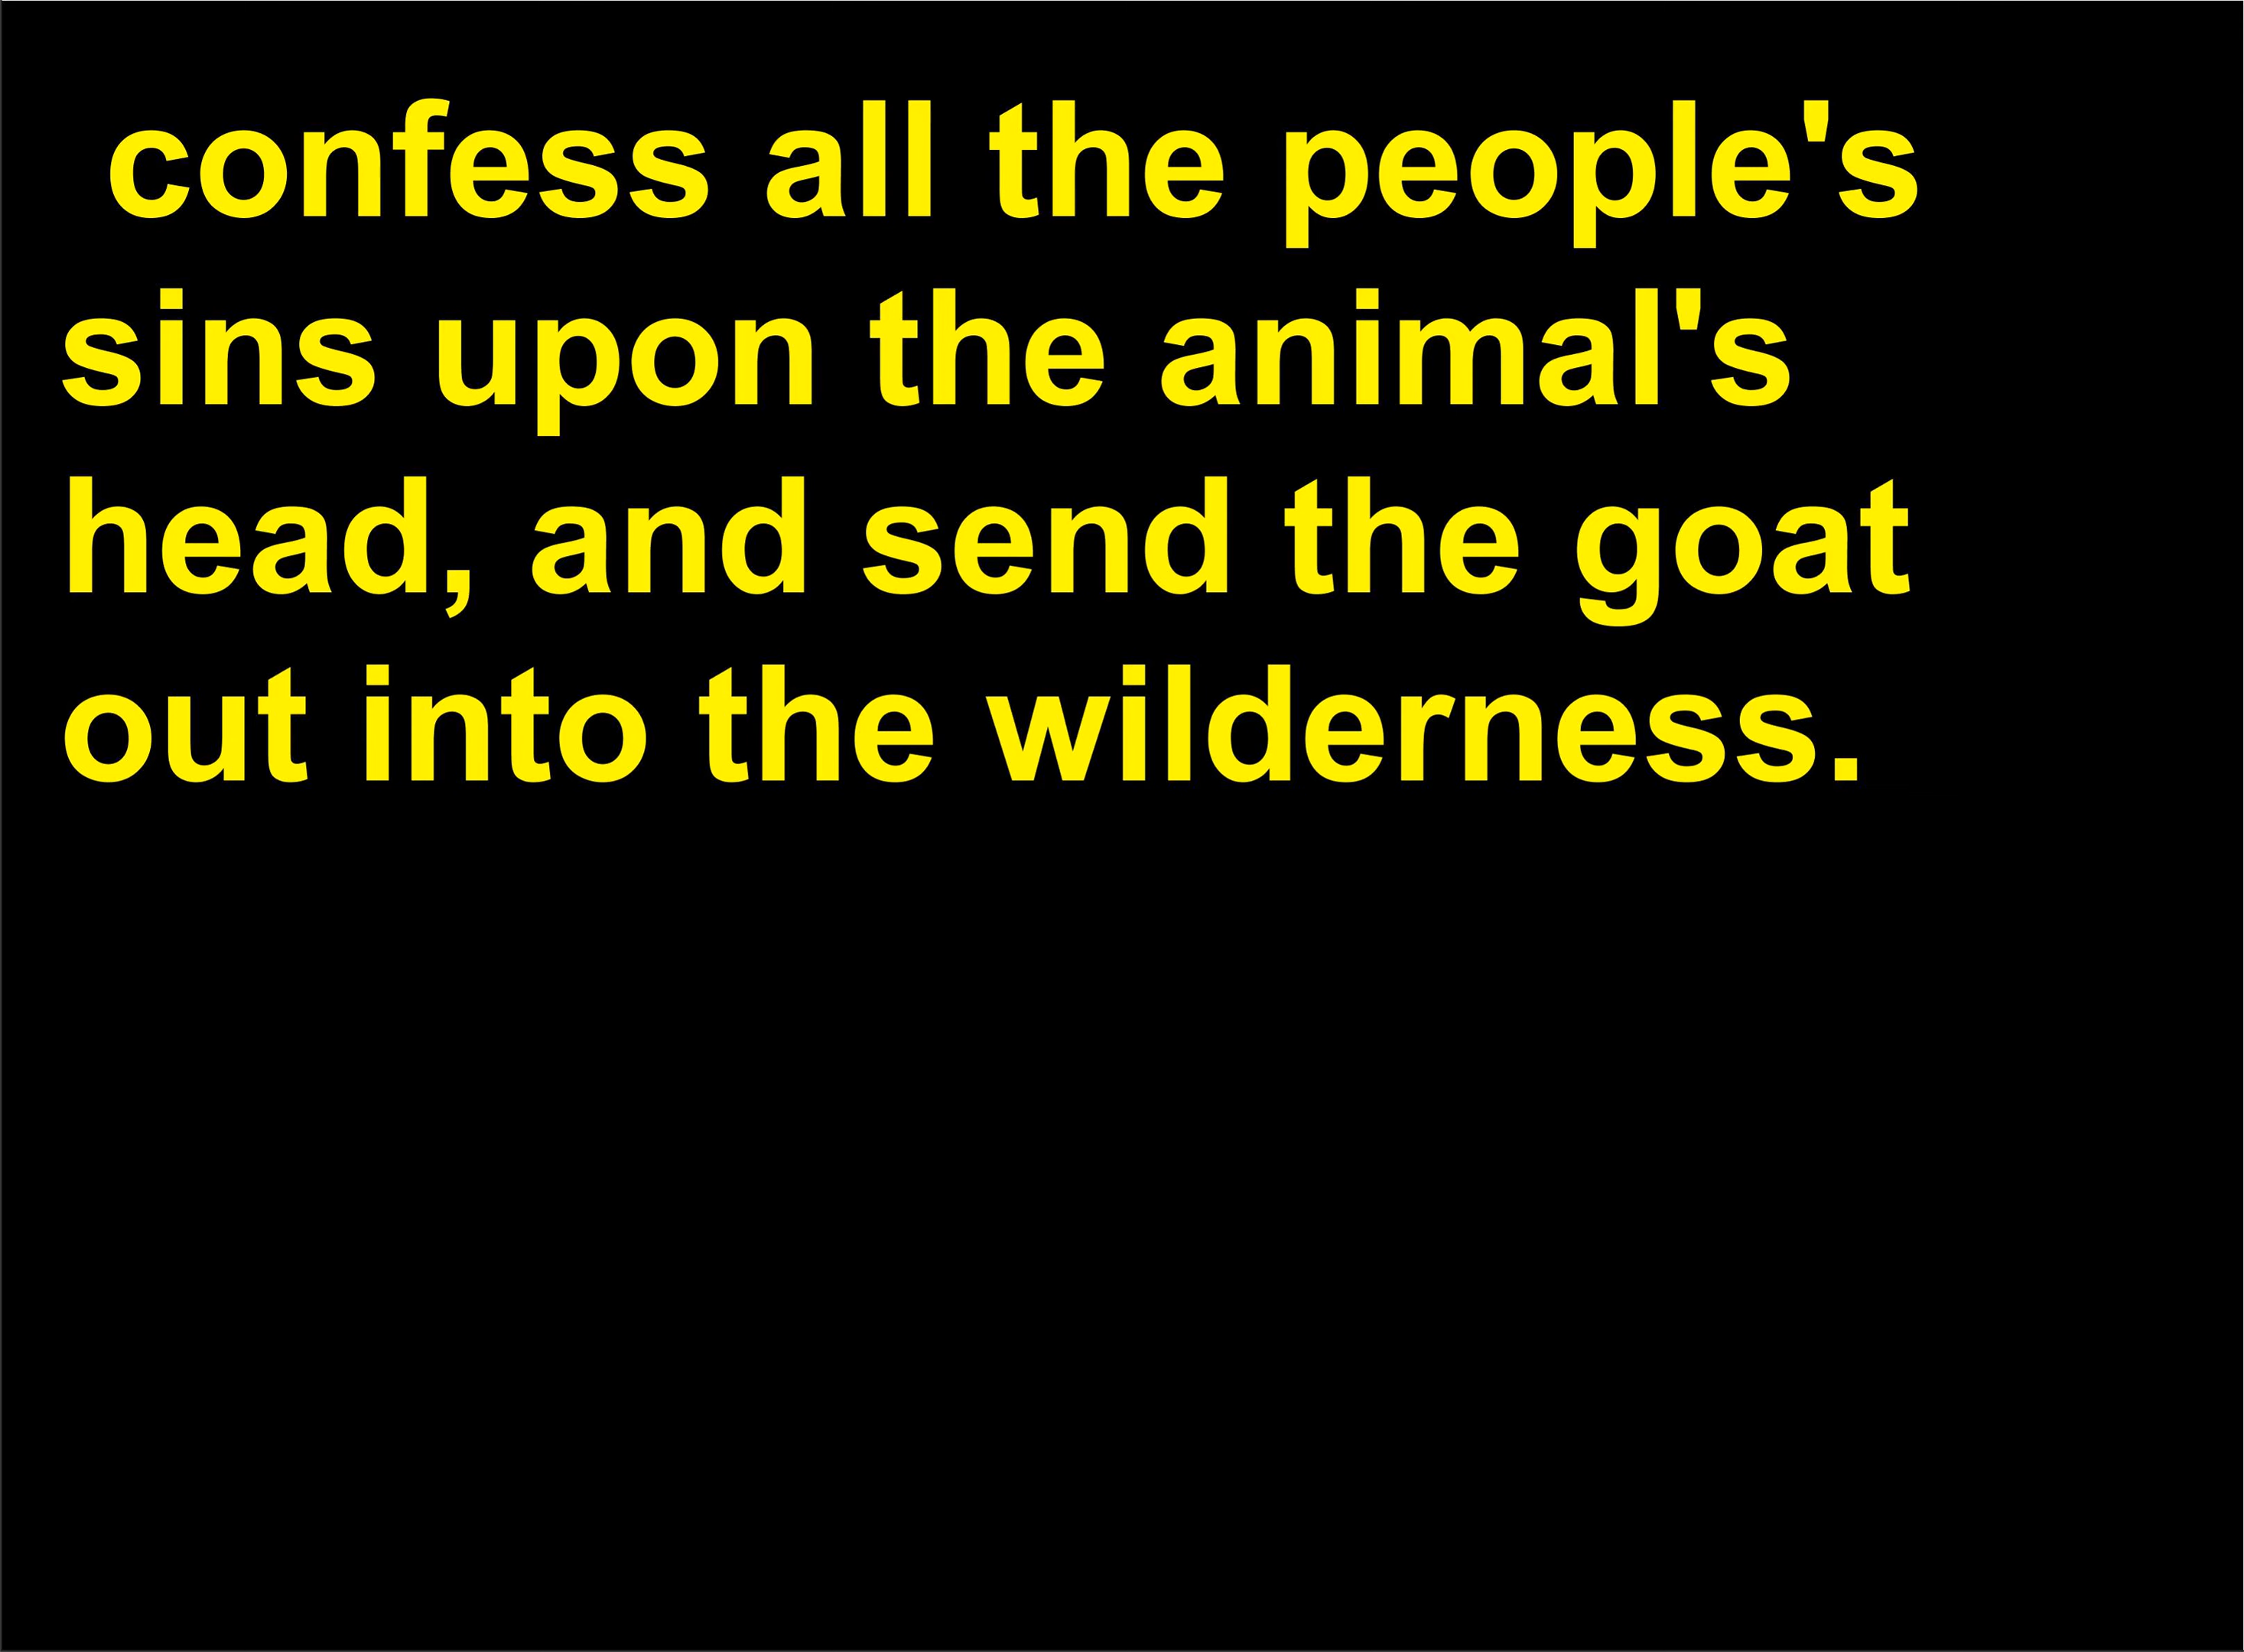 confess all the people's
sins upon the animal's
head, and send the goat
out into the wilderness.